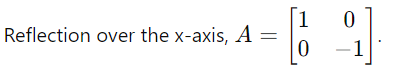 Reflection over the x-axis, A = [1 0
0 -1].